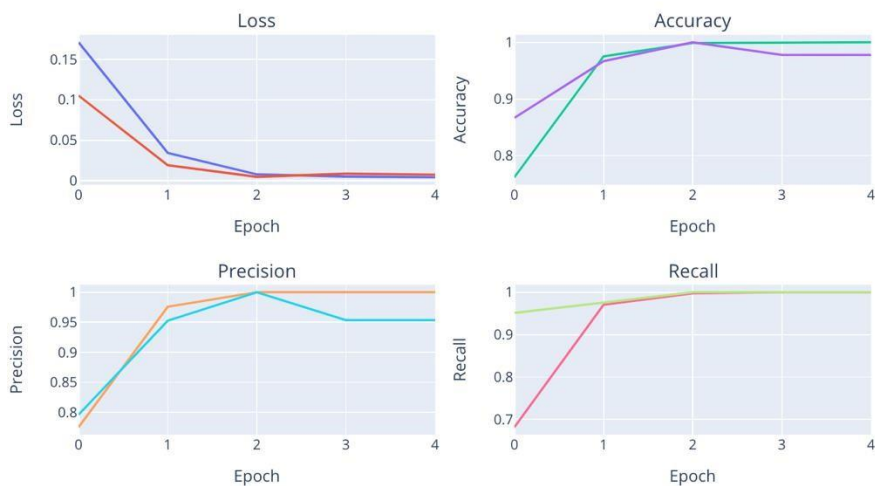 Loss
0.15
0.1
0.05
0
Loss
0 1 2 3 4
Epoch
Accuracy
1
0.9
0.8
Accuracy
0 1 2 3 4
Epoch
Precision
1
0.95
0.9
0.85
0.8
Precision
0 1 2 3 4
Epoch
Recall
1
0.9
0.8
0.7
Recall
0 1 2 3 4
Epoch